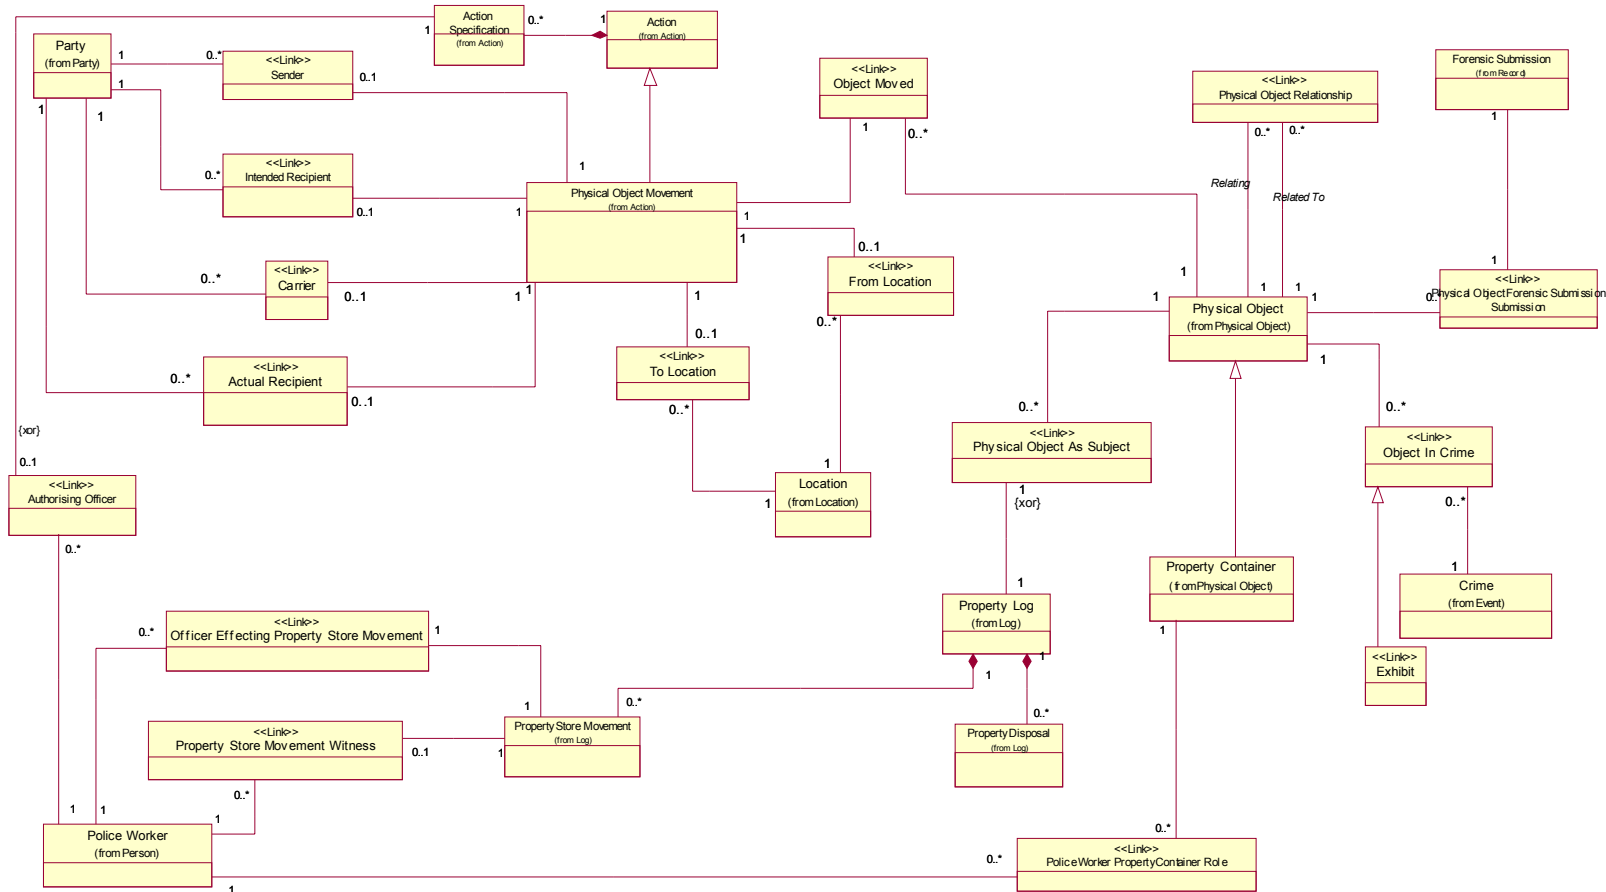 Action
Specification
(from Action)
0..*
1
1
Action
(from Action)
Party
(from Party)
1
0..*
<<Link>>
Sender
0..1
1
1
1
1
<<Link>>
Object Moved
1
0..*
<<Link>>
Physical Object Relationship
0..*
0..*
Relating
Related To
Forensic Submission
(from Record)
1
<<Link>>
Intended Recipient
0..*
0..1
1
1
Physical Object Movement
(from Action)
1
1
0..1
<<Link>>
From Location
0..*
<<Link>>
Carrier
0..*
0..1
1
1
1
1
1
1
1
1
1
Physical Object
(from Physical Object)
1
0..
<<Link>>
Physical Object Forensic Submission
Submission
0..1
<<Link>>
To Location
0..*
<<Link>>
Actual Recipient
0..*
0..1
{xor}
0..1
<<Link>>
Authorising Officer
0..*
1
1
Location
(from Location)
0..*
<<Link>>
Physical Object As Subject
1
{xor}
0..*
<<Link>>
Object In Crime
0..*
1
Crime
(from Event)
<<Link>>
Exhibit
Property Container
(from Physical Object)
1
1
Property Log
(from Log)
1
1
<<Link>>
Officer Effecting Property Store Movement
0..*
1
1
0..*
Property Store Movement
(from Log)
1
<<Link>>
Property Store Movement Witness
0..1
0..*
0..*
Property Disposal
(from Log)
1
1
1
Police Worker
(from Person)
1
0..*
0..*
<<Link>>
Police Worker Property Container Role